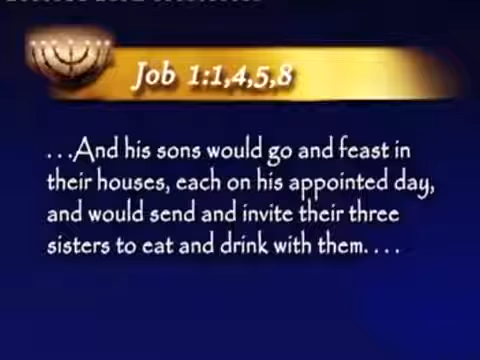 Job 1:1,4,5,8
. . .And his sons would go and feast in
their houses, each on his appointed day,
and would send and invite their three
sisters to eat and drink with them. . . .